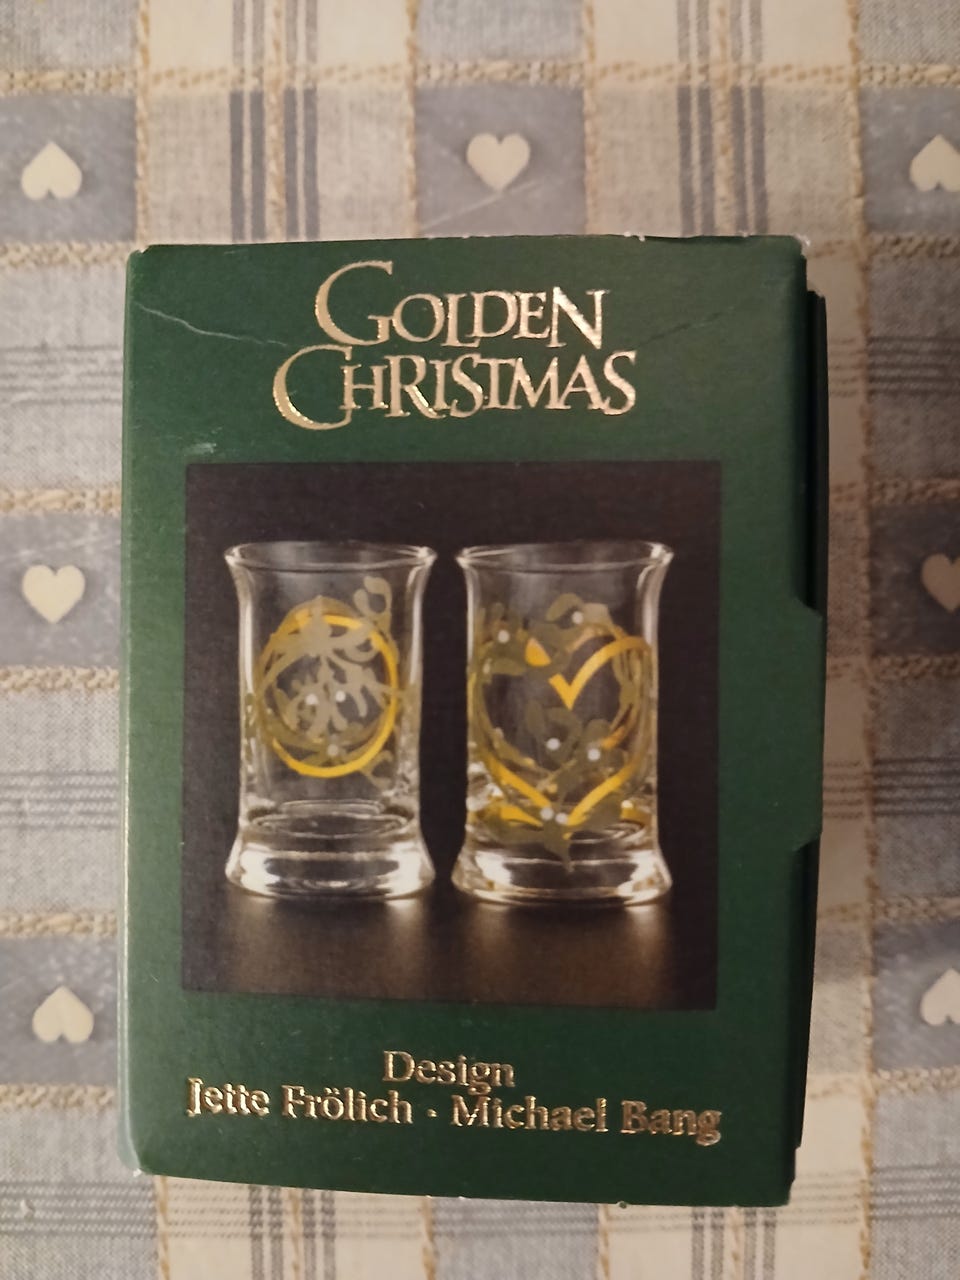 GOLDEN
CHRISTMAS
Design
Jette Frölich · Michael Bang